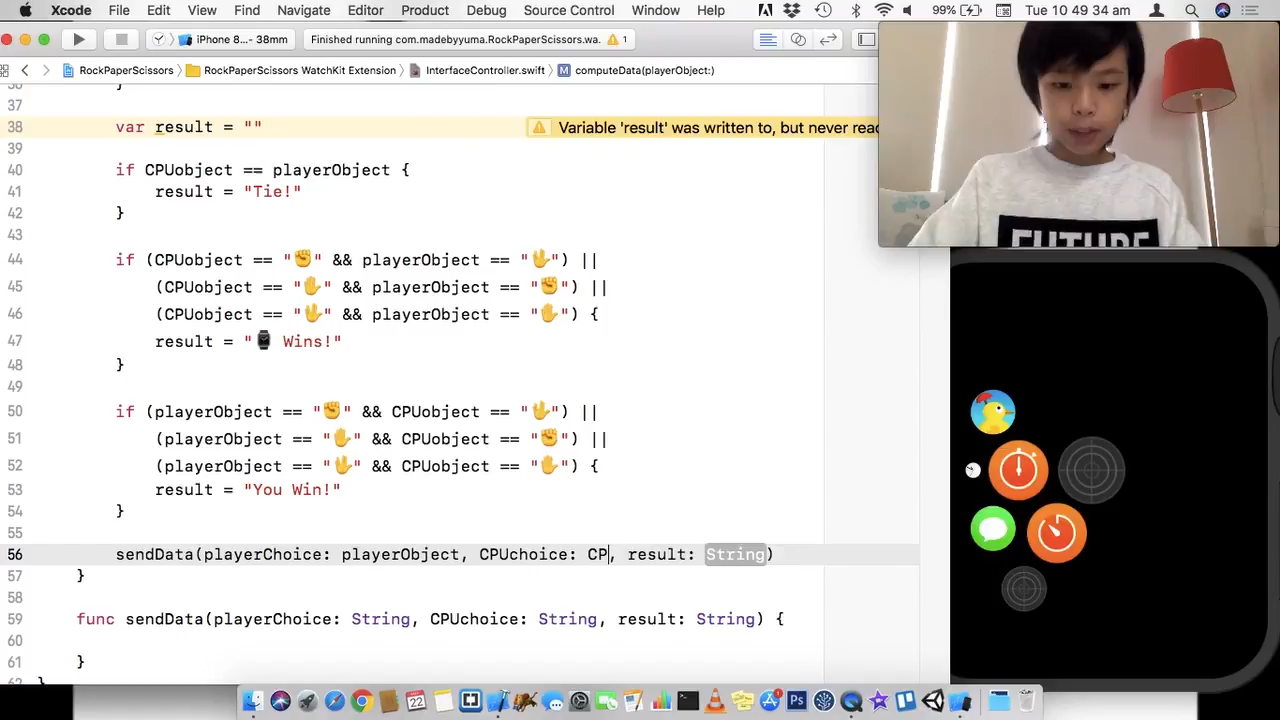 Xcode File Edit View Find Navigate Editor Product Debug Source Control Window Help 99% Tue 10 49 34 am
iPhone 8... - 38mm Finished running com.madebyyuma.RockPaperScissors.wa. 1
RockPaperScissors RockPaperScissors WatchKit Extension InterfaceController.swift M computeData(playerObject:)
36 }
37
38 var result = "" Variable 'result' was written to, but never read
39
40 if CPUobject == playerObject {
41 result = "Tie!"
42 }
43
44 if (CPUobject == "✊" && playerObject == "🖖") ||
45 (CPUobject == "✋" && playerObject == "✊") ||
46 (CPUobject == "🖖" && playerObject == "✋") {
47 result = "⌚️ Wins!"
48 }
49
50 if (playerObject == "✊" && CPUobject == "🖖") ||
51 (playerObject == "✋" && CPUobject == "✊") ||
52 (playerObject == "🖖" && CPUobject == "✋") {
53 result = "You Win!"
54 }
55
56 sendData(playerChoice: playerObject, CPUchoice: CP, result: String)
57 }
58
59 func sendData(playerChoice: String, CPUchoice: String, result: String) {
60
61 }
}
FUTURE